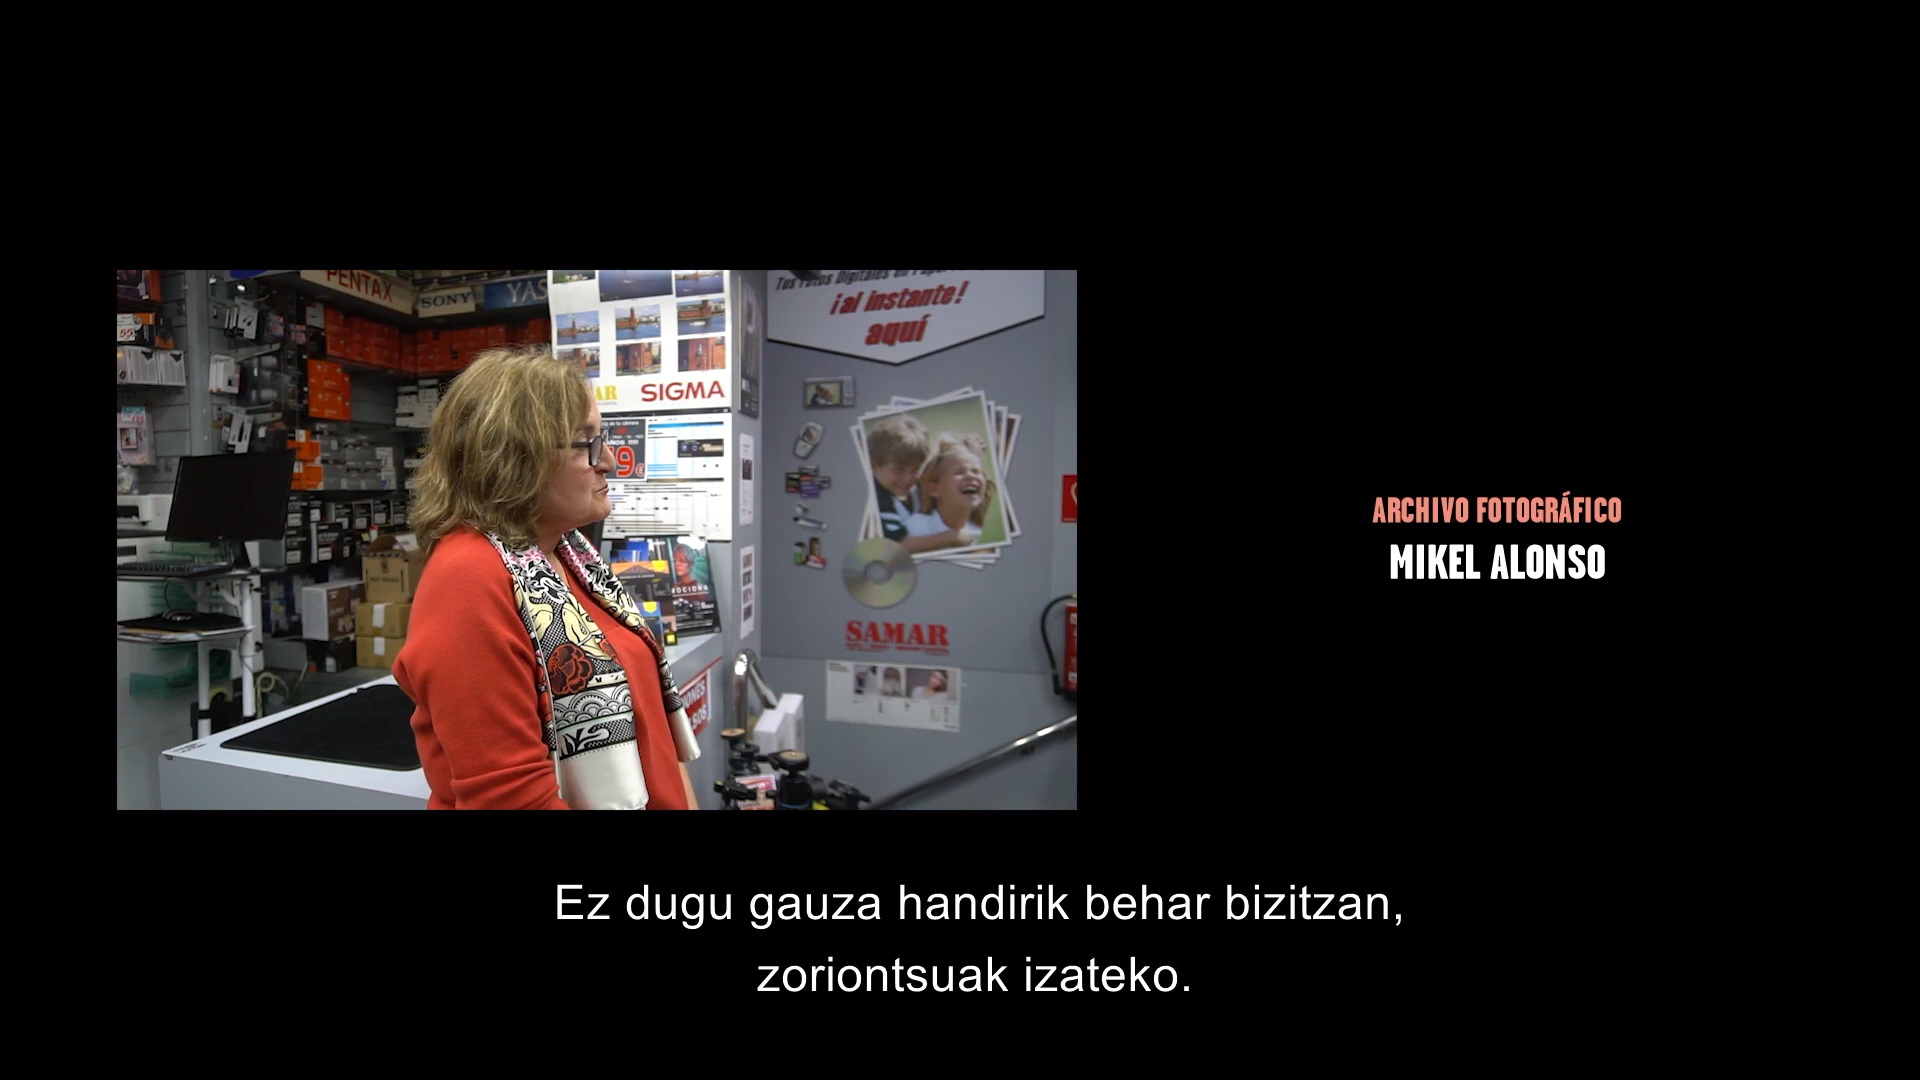 PENTAX
SONY
YAS
¡al instante!
aquí
SIGMA
SAMAR
ARCHIVO FOTOGRÁFICO
MIKEL ALONSO
Ez dugu gauza handirik behar bizitzan,
zoriontsuak izateko.